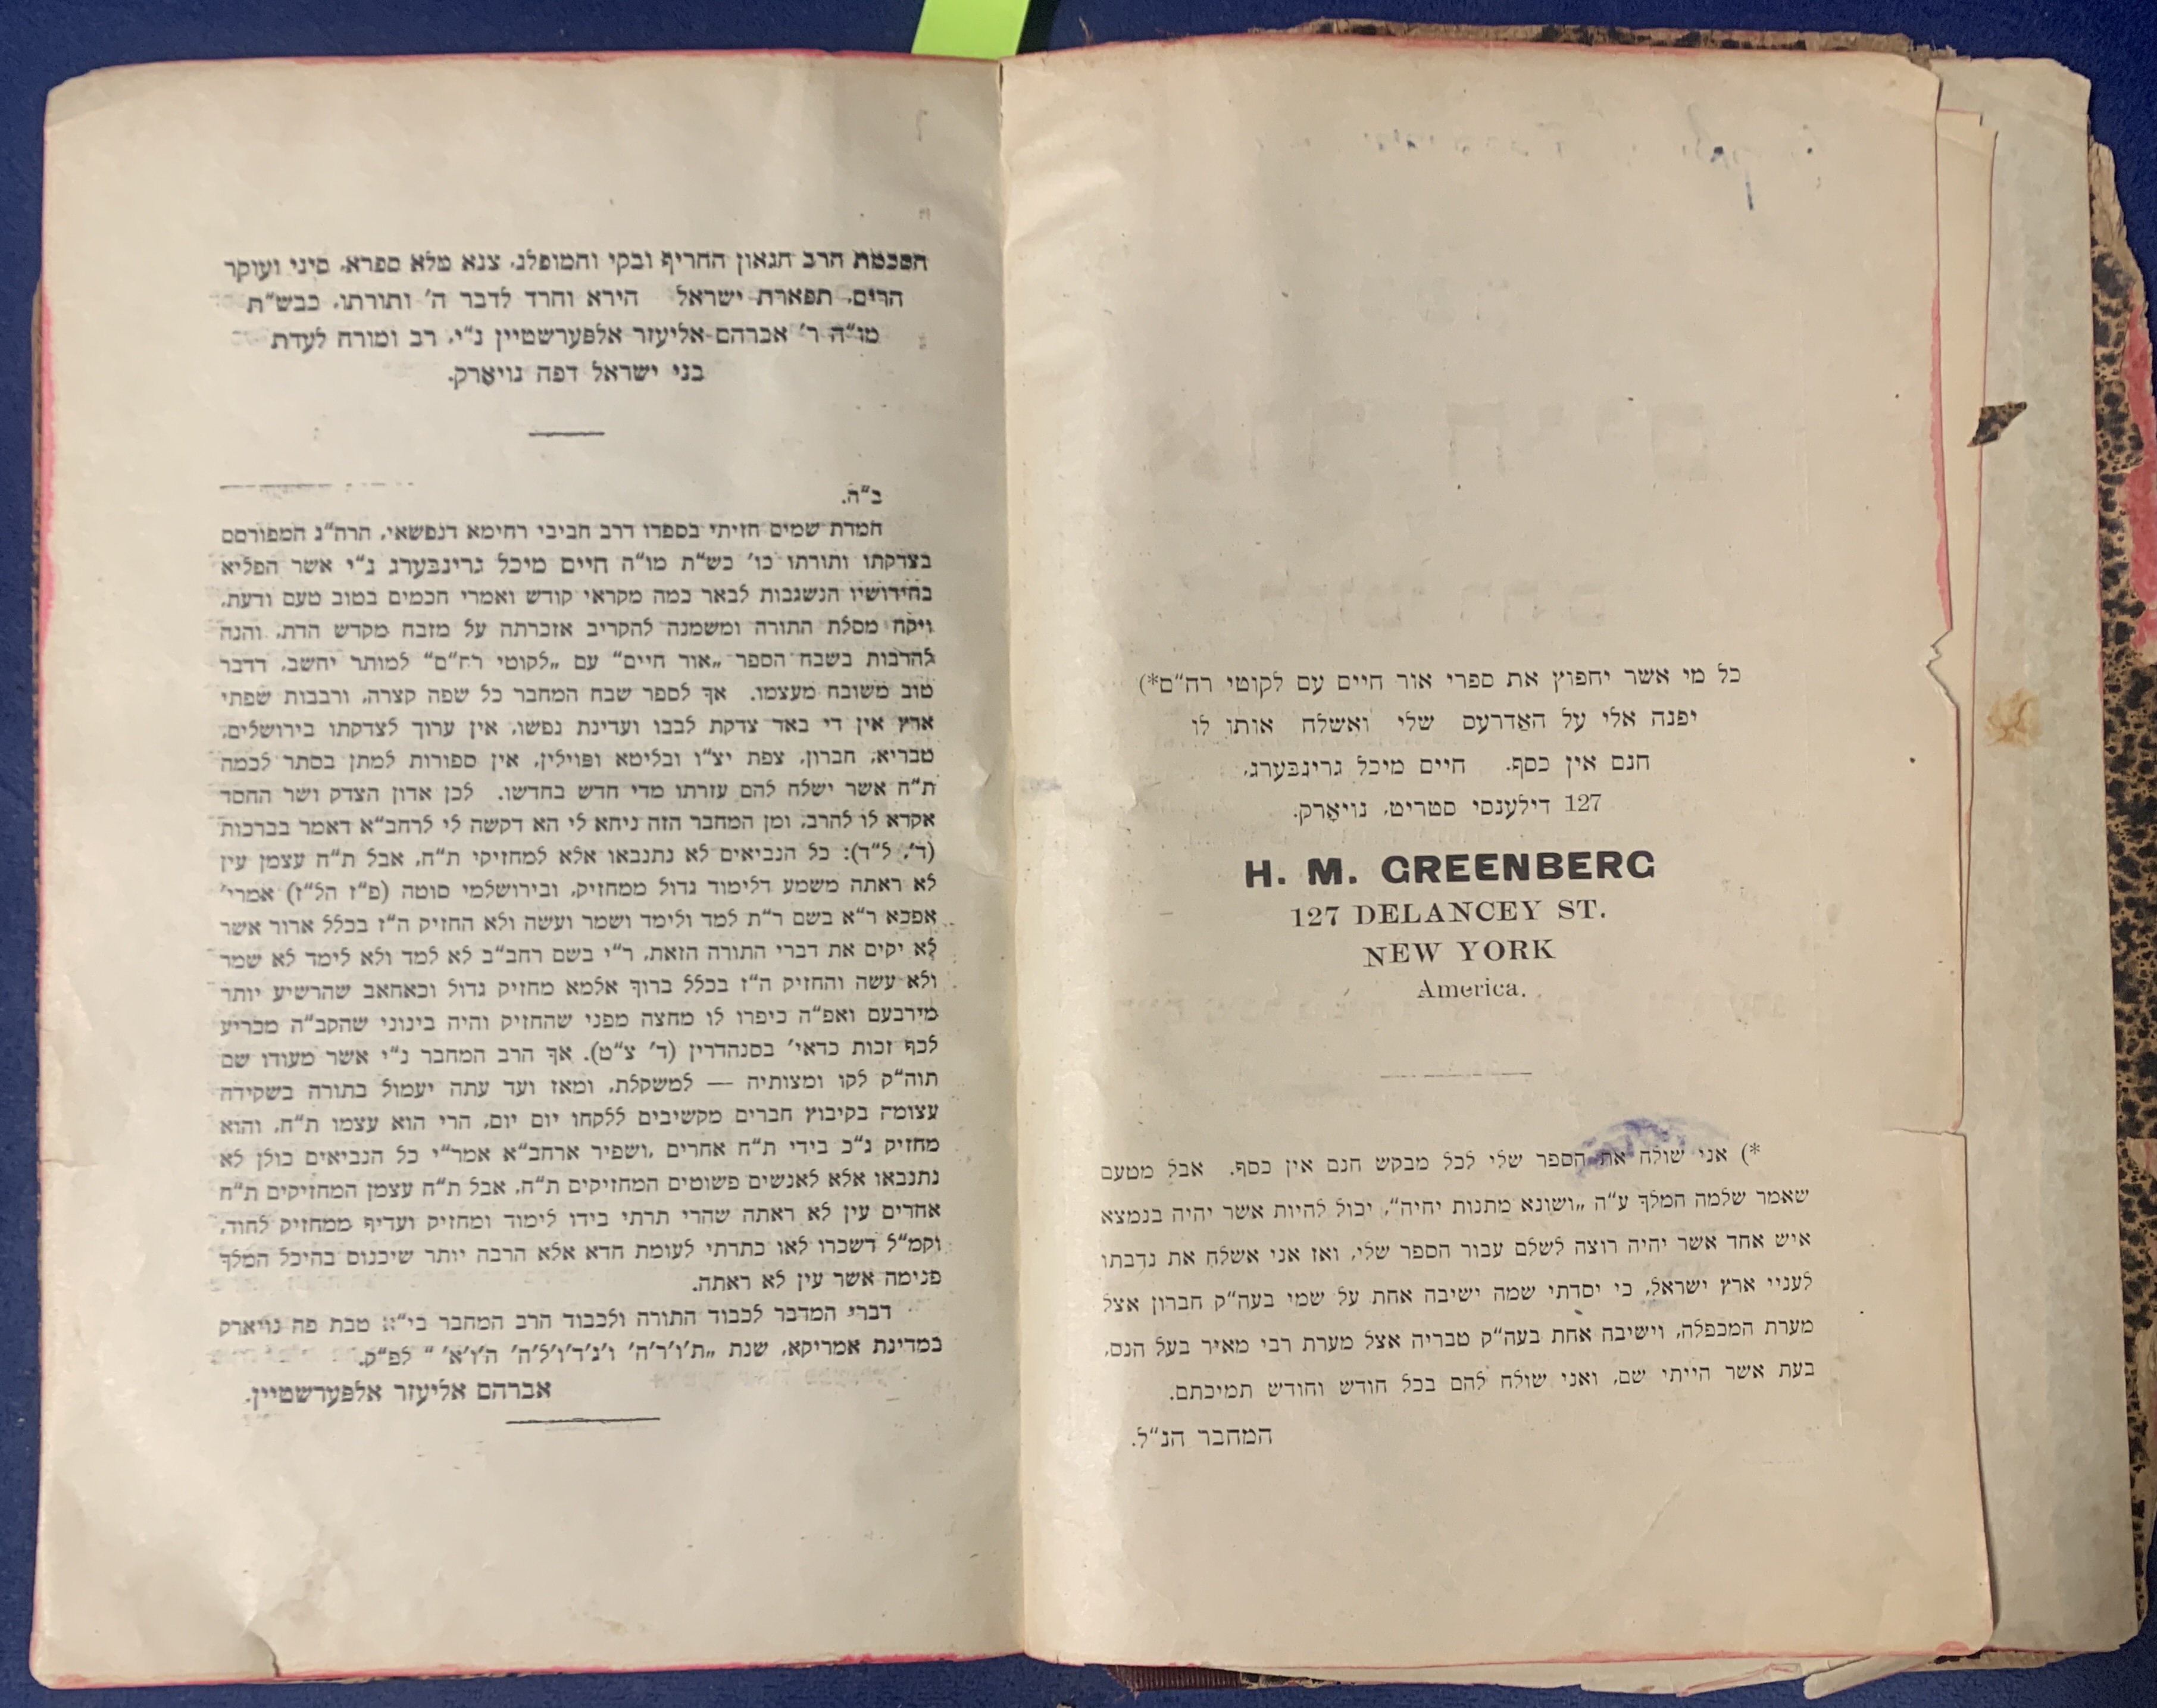 כל מי אשר יחפוץ את ספרי אור חיים עם לקוטי רח״ם*)
יפנה אלי על האַדרעס שלי ואשלח אותו לו
חנם אין כסף. חיים מיכל גרינבערג,
127 דילענסי סטריט, נויאָרק.
H. M. GREENBERG
127 DELANCEY ST.
NEW YORK
America.
*) אני שולח את הספר שלי לכל מבקש חנם אין כסף. אבל מטעם
שאמר שלמה המלך ע״ה „ושונא מתנות יחיה", יכול להיות אשר יהיה בנמצא
איש אחד אשר יהיה רוצה לשלם עבור הספר שלי, ואז אני אשלח את נדבתו
לעניי ארץ ישראל, כי יסדתי שמה ישיבה אחת על שמי בעה״ק חברון אצל
מערת המכפלה, וישיבה אחת בעה״ק טבריה אצל מערת רבי מאיר בעל הנס,
בעת אשר הייתי שם, ואני שולח להם בכל חודש וחודש תמיכתם.
המחבר הנ״ל.
הסכמת הרב הגאון החריף ובקי והמופלג, צנא מלא ספרא, סיני ועוקר
הרים, תפארת ישראל הירא וחרד לדבר ה׳ ותורתו, כבש״ת
מו״ה ר׳ אברהם אליעזר אלפערשטיין נ״י, רב ומורה לעדת
בני ישראל דפה נויאָרק.
ב״ה.
חמדת שמים חזיתי בספרו דרב חביבי רחימא דנפשאי, הרה״ג המפורסם
בצדקתו ותורתו כו׳ כש״ת מו״ה חיים מיכל גרינבערג נ״י אשר הפליא
בחידושיו הנשגבות לבאר כמה מקראי קודש ואמרי חכמים בטוב טעם ודעת,
ויקח מסלת התורה ומשמנה להקריב אזכרתה על מזבח מקדש הדת, והנה
להרבות בשבח הספר „אור חיים" עם „לקוטי רח״ם" למותר יחשב, דדבר
טוב משובח מעצמו. אך לספר שבח המחבר כל שפה קצרה, ורבבות שפתי
ארץ אין די באר צדקת לבבו ועדינת נפשו, אין ערוך לצדקתו בירושלים,
טבריא, חברון, צפת יצ״ו ובליטא ופוילין, אין ספורות למתן בסתר לכמה
ת״ח אשר ישלח להם עזרתו מדי חדש בחדשו. לכן אדון הצדק ושר החסד
אקרא לו להרב, ומן המחבר הזה ניחא לי הא דקשה לי לרחב״א דאמר בברכות
(ד׳, ל״ד): כל הנביאים לא נתנבאו אלא למחזיקי ת״ח, אבל ת״ח עצמן עין
לא ראתה משמע דלימוד גדול ממחזיק, ובירושלמי סוטה (פ״ז הל״ז) אמרי׳
אפכא ר״א בשם ר״ת למד ולימד ושמר ועשה ולא החזיק ה״ז בכלל ארור אשר
לא יקים את דברי התורה הזאת, ר״י בשם רחב״ב לא למד ולא לימד לא שמר
ולא עשה והחזיק ה״ז בכלל ברוך אלמא מחזיק גדול וכאחאב שהרשיע יותר
מירבעם ואפ״ה כיפרו לו מחצה מפני שהחזיק והיה בינוני שהקב״ה מכריע
לכף זכות כדאי׳ בסנהדרין (ד׳ צ״ט). אך הרב המחבר נ״י אשר מעודו שם
תוה״ק לקו ומצותיה — למשקלת, ומאז ועד עתה יעמול בתורה בשקידה
עצומה בקיבוץ חברים מקשיבים ללקחו יום יום, הרי הוא עצמו ת״ח, והוא
מחזיק ג״כ בידי ת״ח אחרים ,ושפיר ארחב״א אמר״י כל הנביאים כולן לא
נתנבאו אלא לאנשים פשוטים המחזיקים ת״ח, אבל ת״ח עצמן המחזיקים ת״ח
אחרים עין לא ראתה שהרי תרתי בידו לימוד ומחזיק ועדיף ממחזיק לחוד,
וקמ״ל דשכרו לאו כתרתי לעומת חדא אלא הרבה יותר שיכנוס בהיכל המלך
פנימה אשר עין לא ראתה.
דברי המדבר לכבוד התורה ולכבוד הרב המחבר טבת פה נויארק
במדינת אמריקא, שנת „ת׳ו׳ר׳ה׳ ו׳ג׳ד׳ו׳ל׳ה׳ ה׳ו׳א׳ " לפ״ק.
אברהם אליעזר אלפערשטיין.